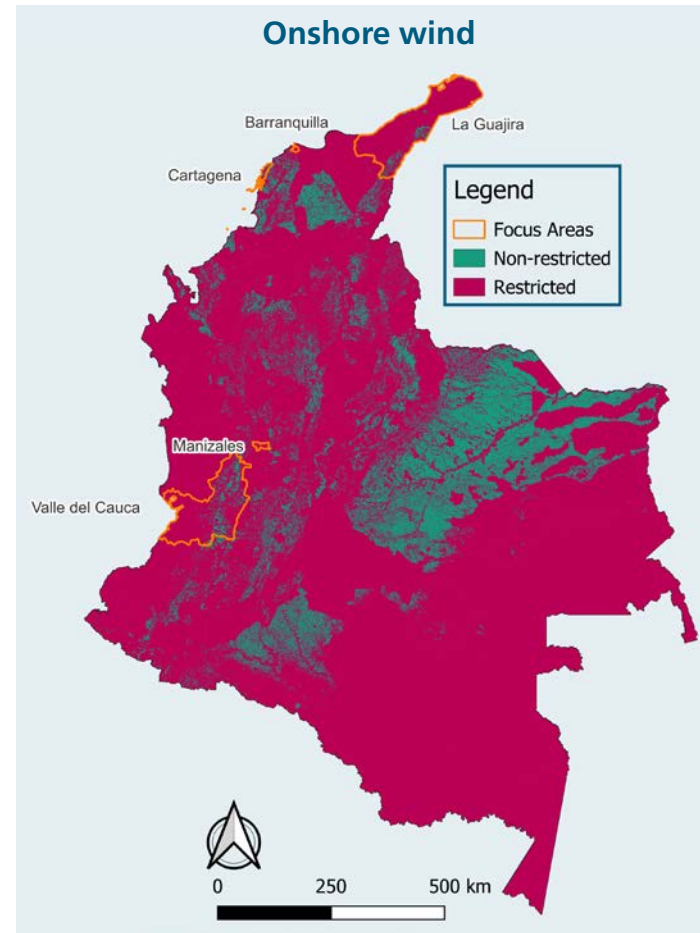 Onshore wind
Barranquilla
La Guajira
Cartagena
Legend
Focus Areas
Non-restricted
Restricted
Manizales
Valle del Cauca
0 250 500 km